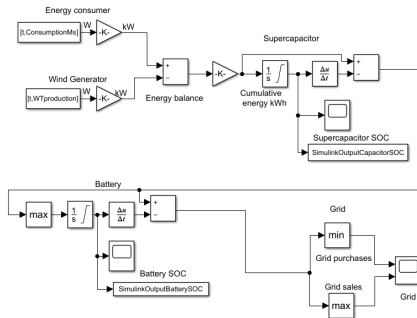 Energy consumer
W
kW
[t,ConsumptionMs]
-K-
Supercapacitor
Wind Generator
+
−
-K-
1
s
Δu
Δt
+
−
W
kW
[t,WTproduction]
-K-
Energy balance
Cumulative
energy kWh
Supercapacitor SOC
SimulinkOutputCapacitorSOC
Battery
max
1
s
Δu
Δt
+
−
Grid
min
Battery SOC
Grid purchases
SimulinkOutputBatterySOC
Grid sales
max
Grid